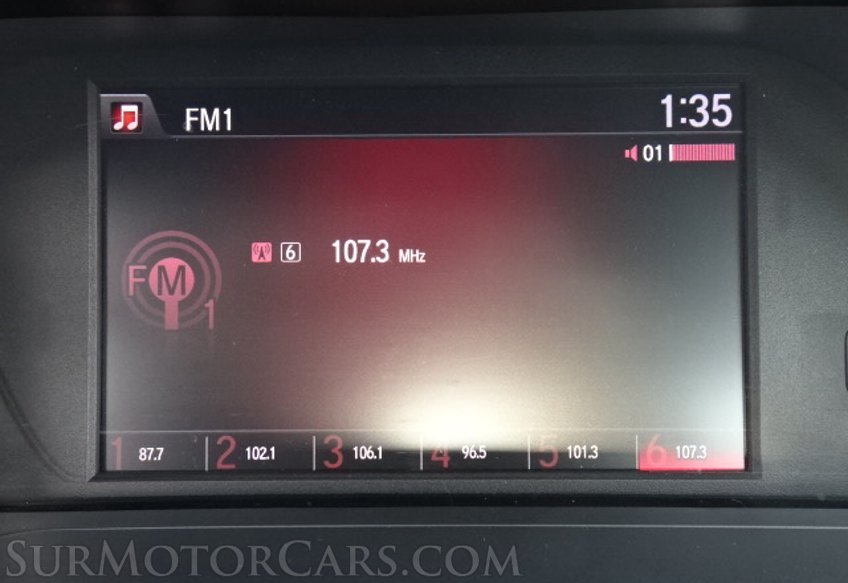 FM1 1:35
01
6 107.3 MHz
FM
1
1 87.7 2 102.1 3 106.1 4 96.5 5 101.3 6 107.3
SURMOTORCARS.COM